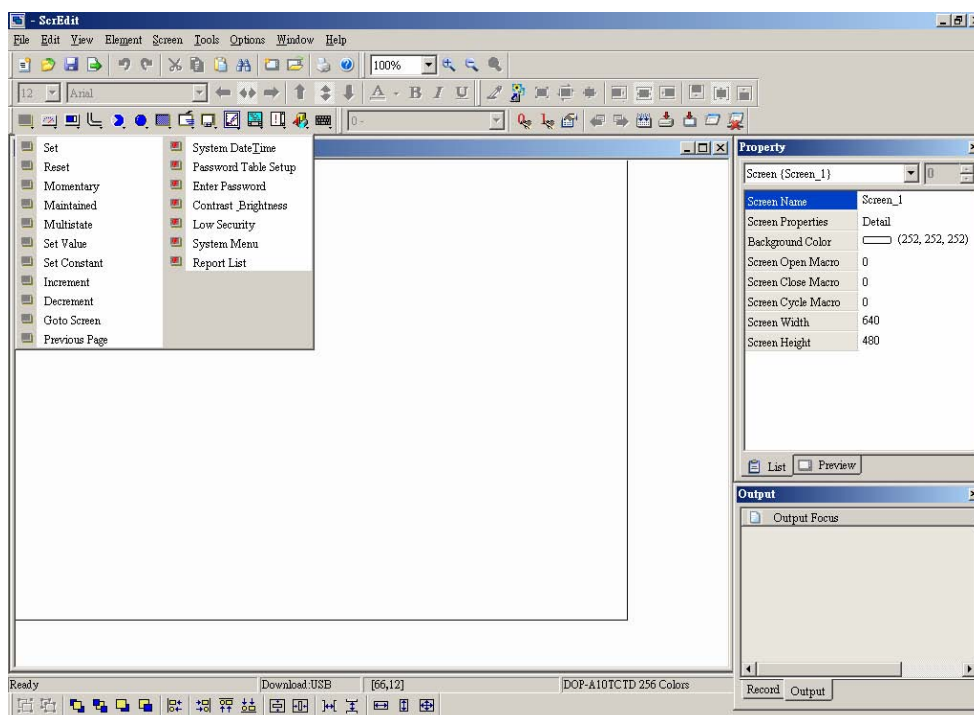 - ScrEdit
File Edit View Element Screen Tools Options Window Help
100%
12 Arial
0 -
Set
Reset
Momentary
Maintained
Multistate
Set Value
Set Constant
Increment
Decrement
Goto Screen
Previous Page
System DateTime
Password Table Setup
Enter Password
Contrast _Brightness
Low Security
System Menu
Report List
Property
Screen {Screen_1} 0
Screen Name Screen_1
Screen Properties Detail
Background Color (252, 252, 252)
Screen Open Macro 0
Screen Close Macro 0
Screen Cycle Macro 0
Screen Width 640
Screen Height 480
List Preview
Output
Output Focus
Record Output
Ready Download:USB [66,12] DOP-A10TCTD 256 Colors